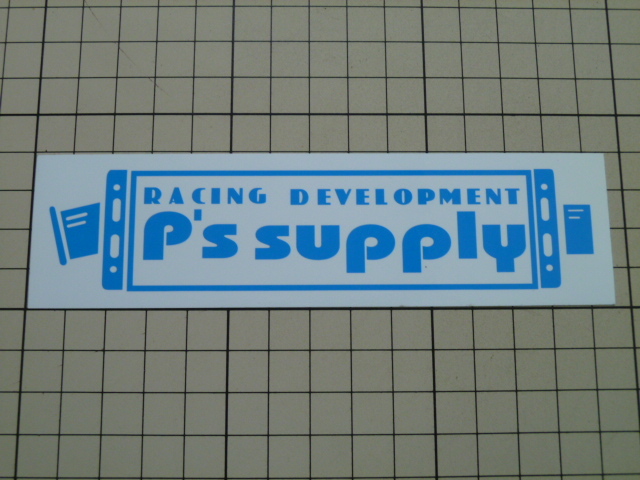 RACING DEVELOPMENT
P's supply